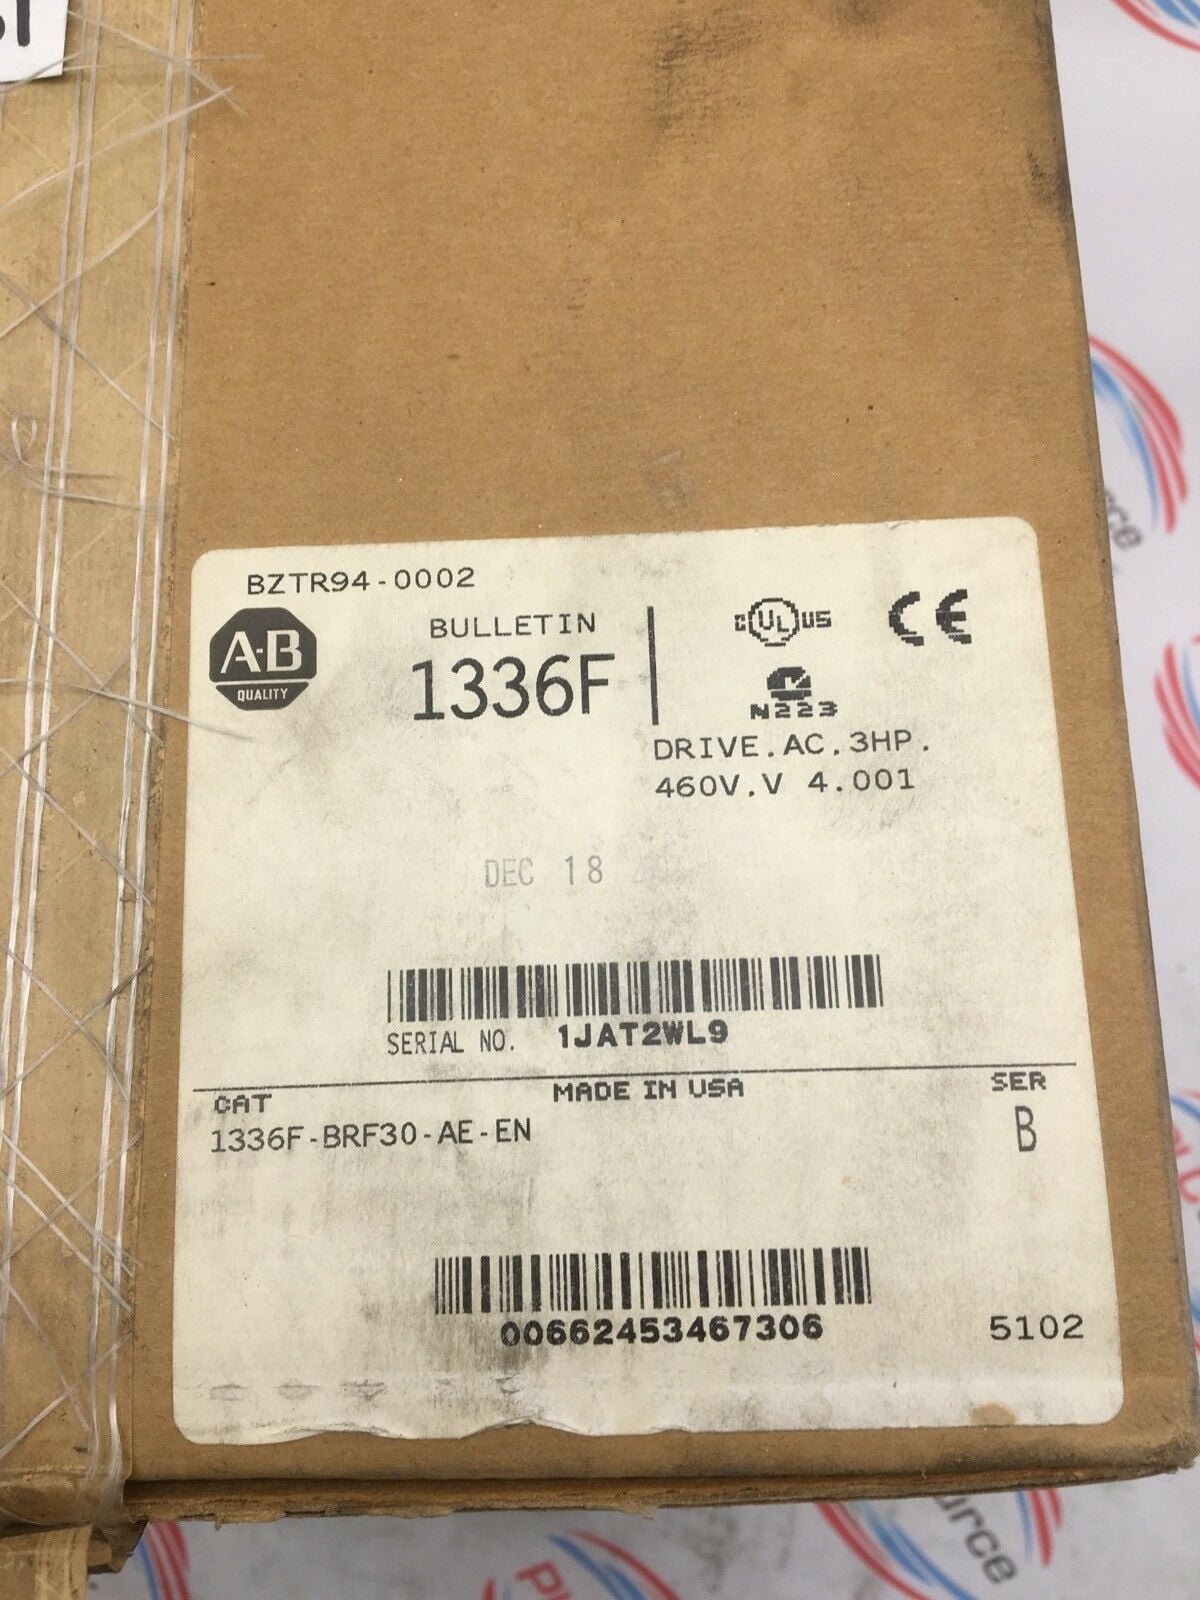 BZTR94-0002
A-B
QUALITY
BULLETIN
1336F
C UL US
CE
N223
DRIVE.AC.3HP.
460V.V 4.001
DEC 18
SERIAL NO. 1JAT2WL9
CAT
MADE IN USA
SER
1336F-BRF30-AE-EN
B
00662453467306
5102
ource